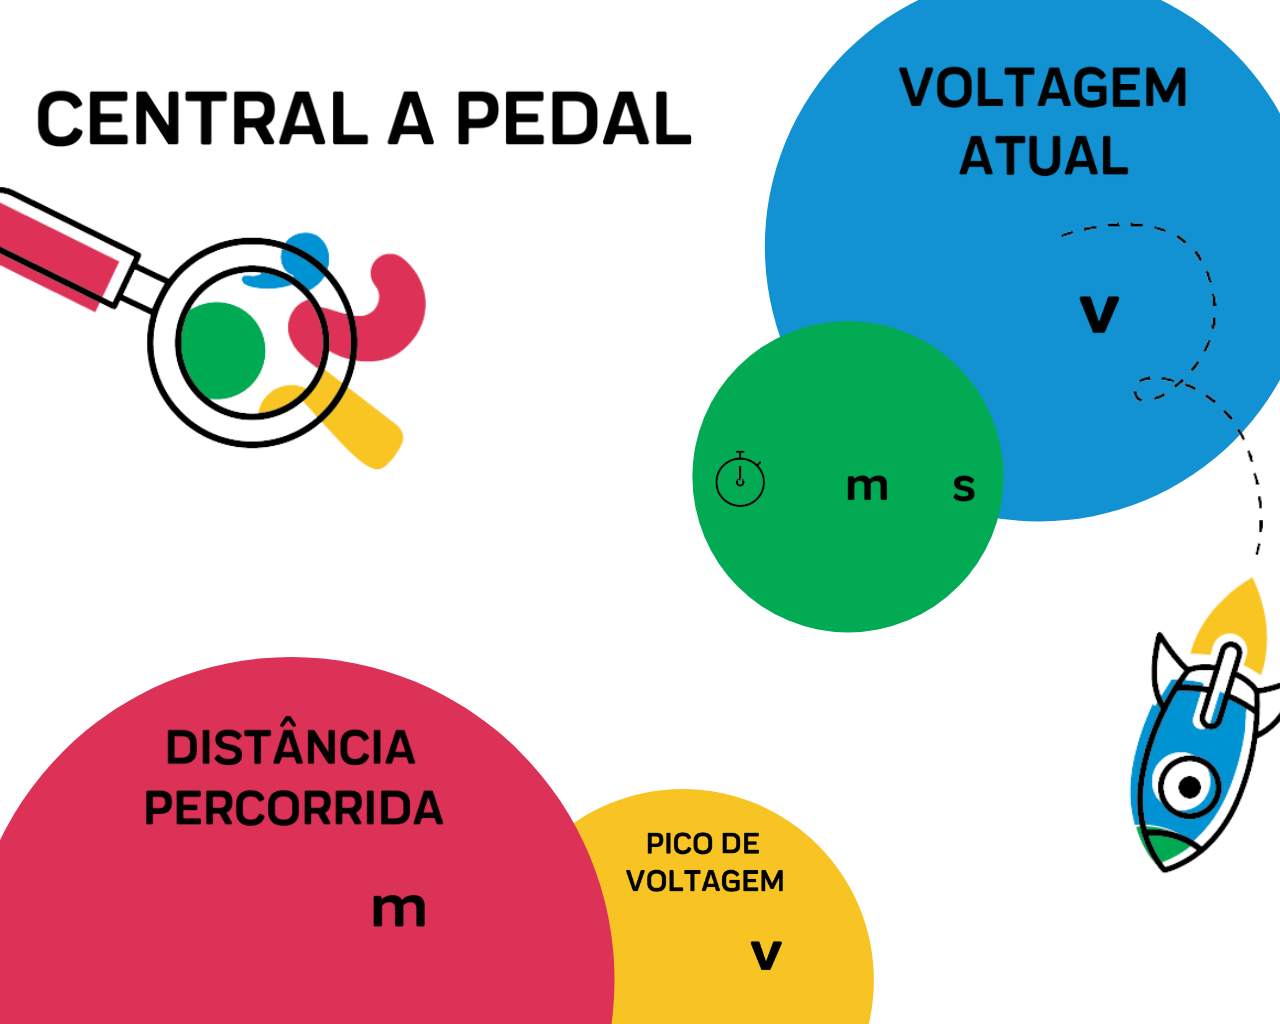 CENTRAL A PEDAL
VOLTAGEM
ATUAL
v
m s
DISTÂNCIA
PERCORRIDA
m
PICO DE
VOLTAGEM
v